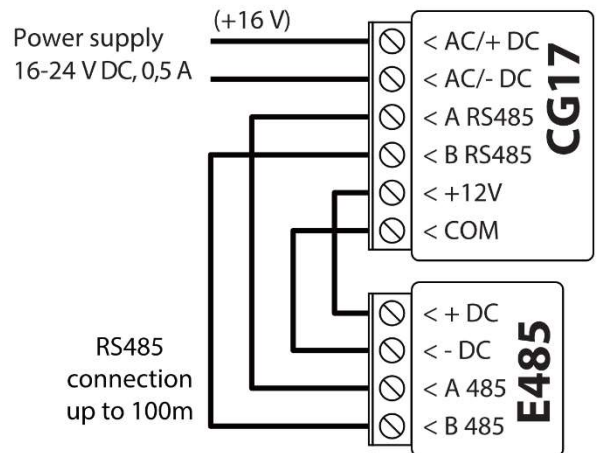 Power supply
16-24 V DC, 0,5 A
(+16 V)
< AC/+ DC
< AC/- DC
< A RS485
< B RS485
< +12V
< COM
CG17
< + DC
< - DC
< A 485
< B 485
E485
RS485
connection
up to 100m